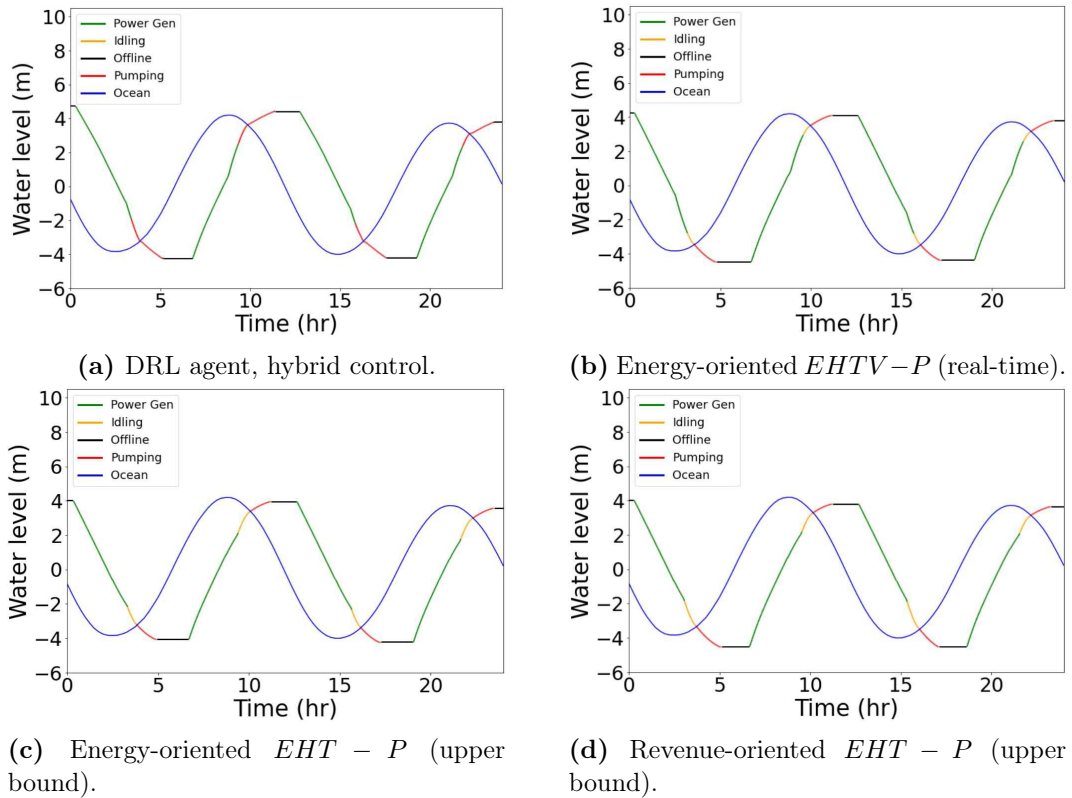 10
8
6
4
2
0
−2
−4
−6
Water level (m)
Power Gen
Idling
Offline
Pumping
Ocean
0 5 10 15 20
Time (hr)
(a) DRL agent, hybrid control.
10
8
6
4
2
0
−2
−4
−6
Water level (m)
Power Gen
Idling
Offline
Pumping
Ocean
0 5 10 15 20
Time (hr)
(b) Energy-oriented EHTV−P (real-time).
10
8
6
4
2
0
−2
−4
−6
Water level (m)
Power Gen
Idling
Offline
Pumping
Ocean
0 5 10 15 20
Time (hr)
(c) Energy-oriented EHT − P (upper
bound).
10
8
6
4
2
0
−2
−4
−6
Water level (m)
Power Gen
Idling
Offline
Pumping
Ocean
0 5 10 15 20
Time (hr)
(d) Revenue-oriented EHT − P (upper
bound).